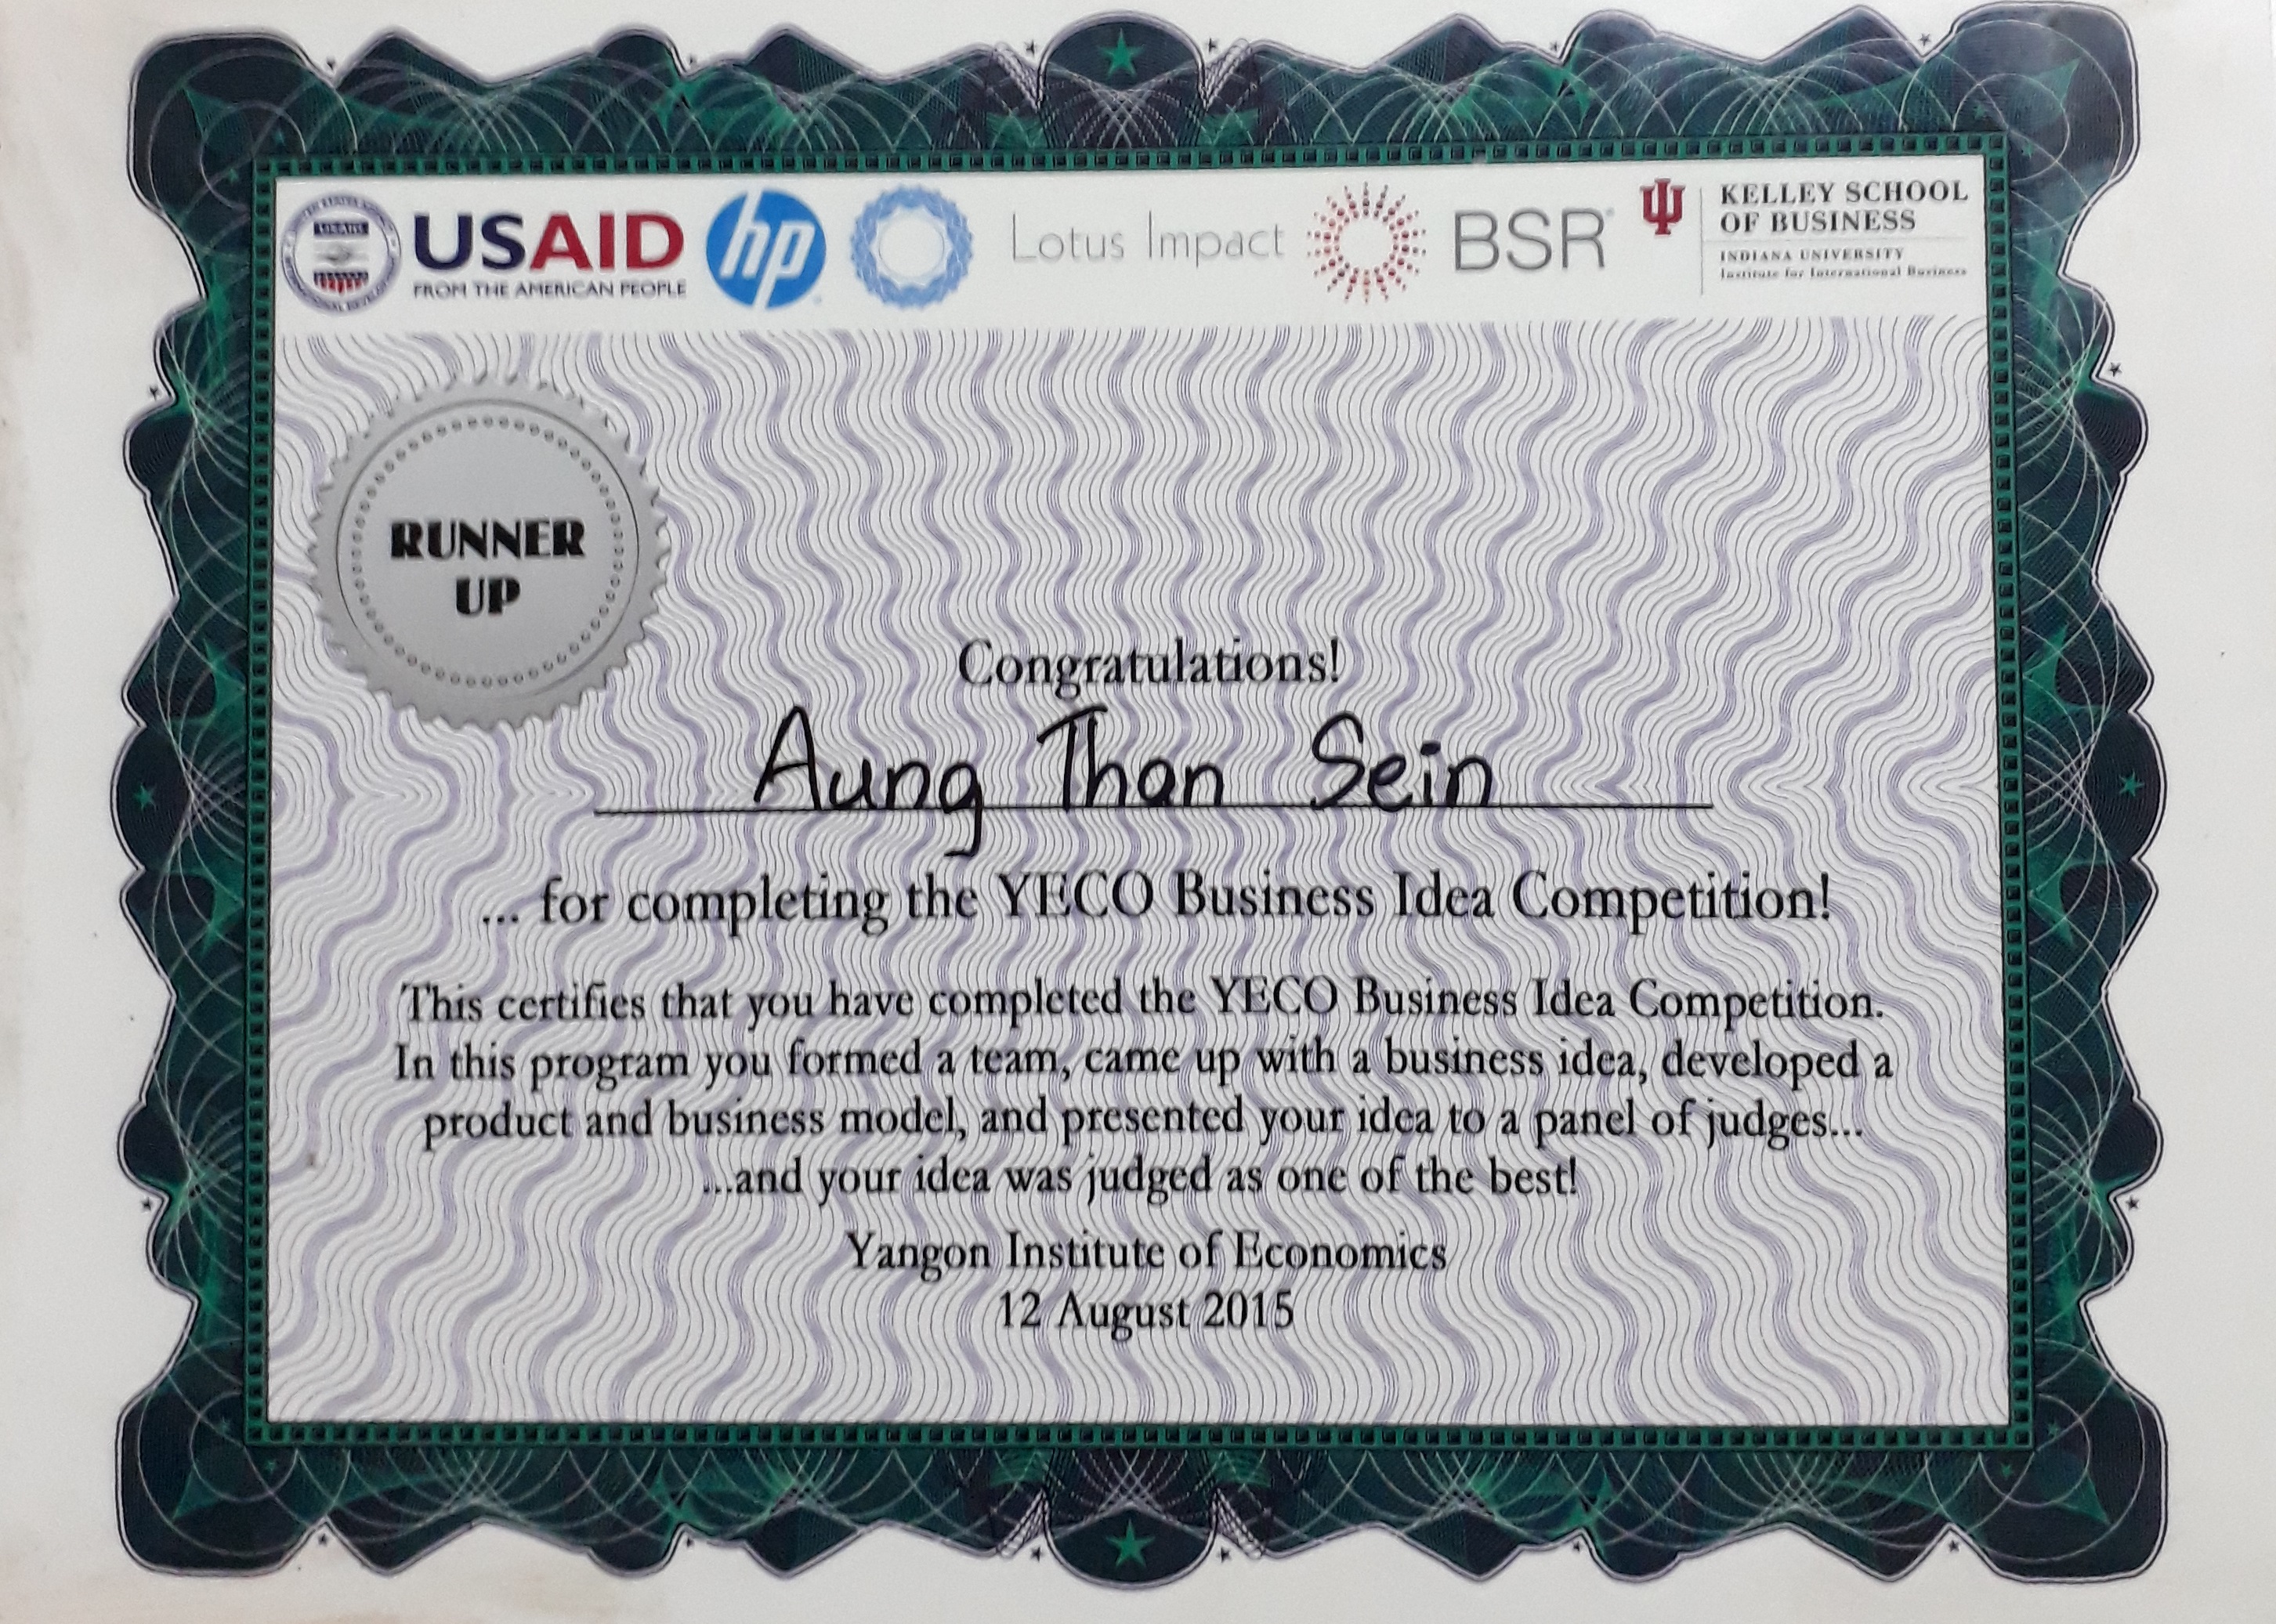 USAID
FROM THE AMERICAN PEOPLE
hp
Lotus Impact
BSR
KELLEY SCHOOL
OF BUSINESS
INDIANA UNIVERSITY
Institute for International Business
RUNNER
UP
Congratulations!
Aung Than Sein
... for completing the YECO Business Idea Competition!
This certifies that you have completed the YECO Business Idea Competition.
In this program you formed a team, came up with a business idea, developed a
product and business model, and presented your idea to a panel of judges...
...and your idea was judged as one of the best!
Yangon Institute of Economics
12 August 2015